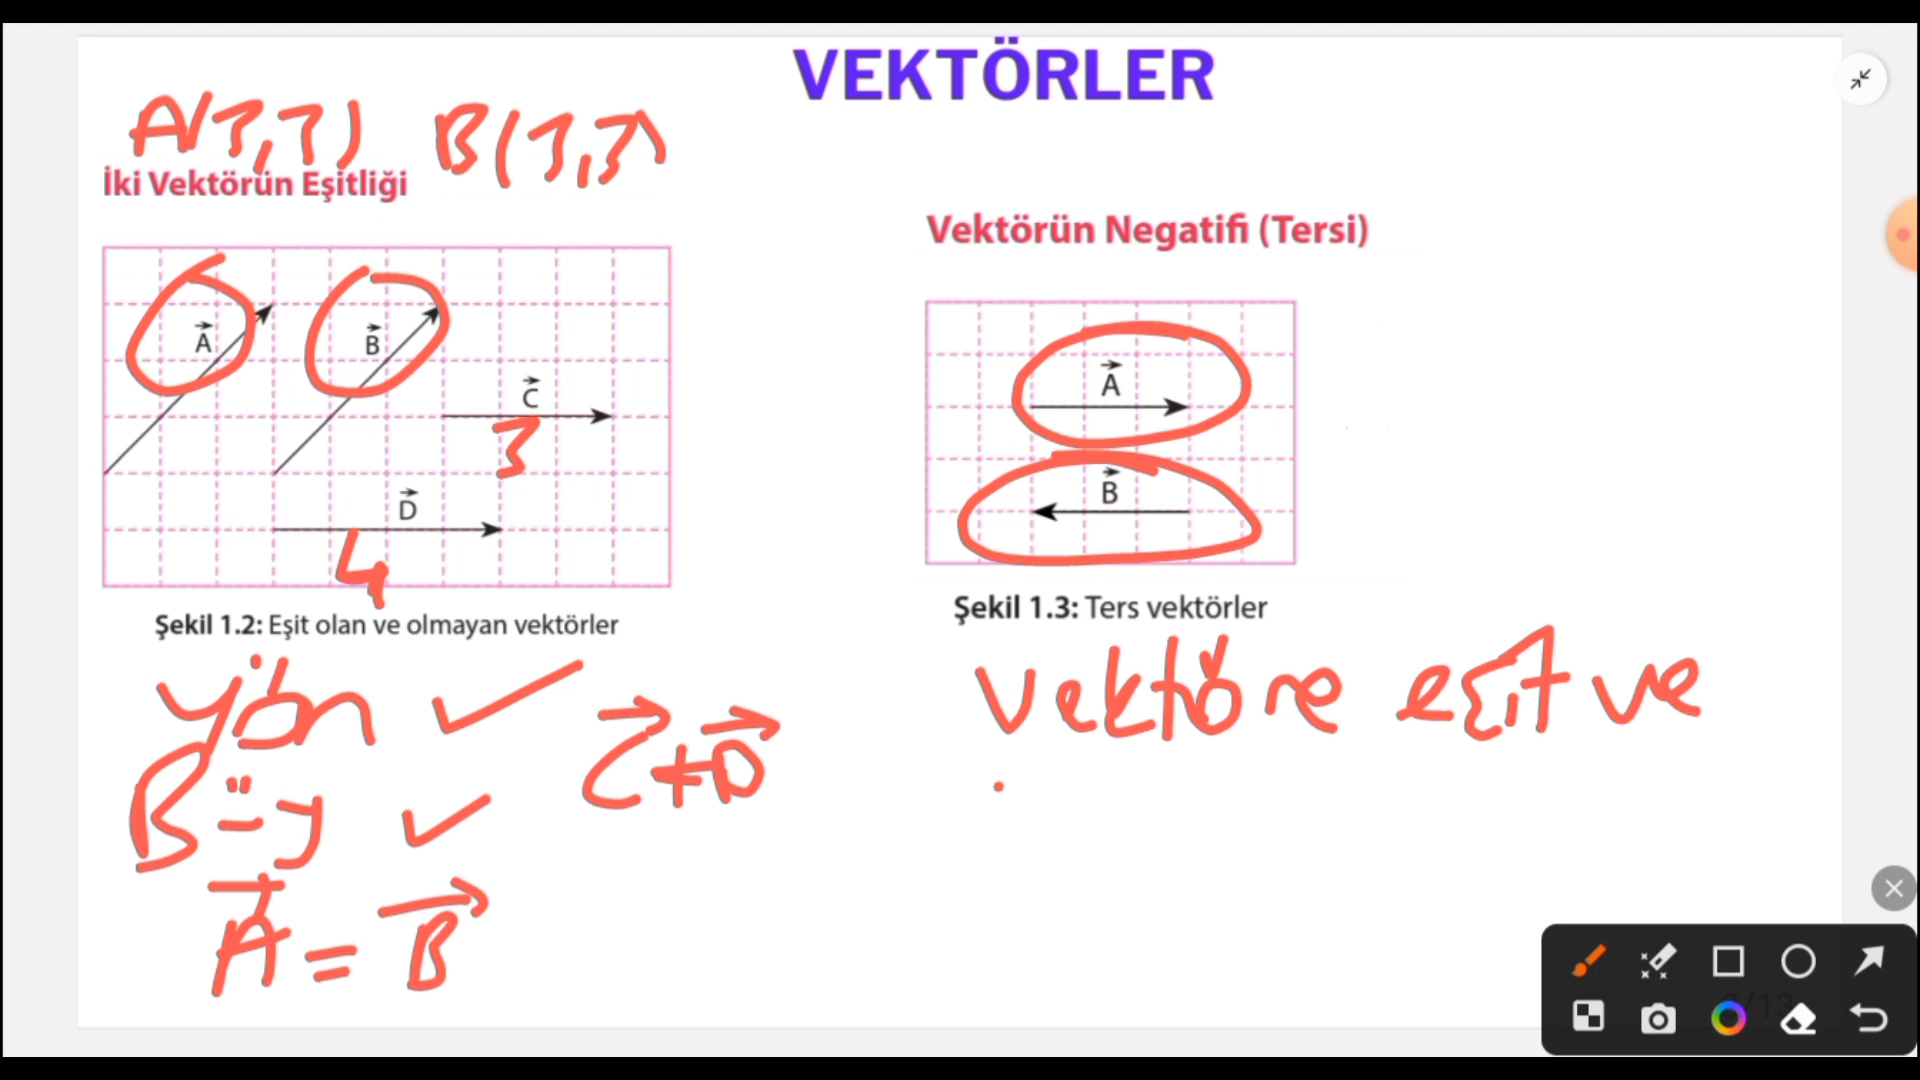 VEKTÖRLER
A(3,3) B(3,3)
İki Vektörün Eşitliği
A
B
C
3
D
4
Şekil 1.2: Eşit olan ve olmayan vektörler
yön
B = y
C + D
A = B
Vektörün Negatifi (Tersi)
A
B
Şekil 1.3: Ters vektörler
Vektöre eşit ve